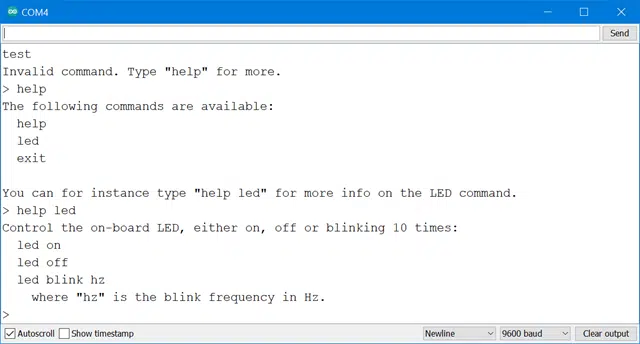 COM4
Send
test
Invalid command. Type "help" for more.
> help
The following commands are available:
  help
  led
  exit

You can for instance type "help led" for more info on the LED command.
> help led
Control the on-board LED, either on, off or blinking 10 times:
  led on
  led off
  led blink hz
    where "hz" is the blink frequency in Hz.
>
Autoscroll Show timestamp Newline 9600 baud Clear output